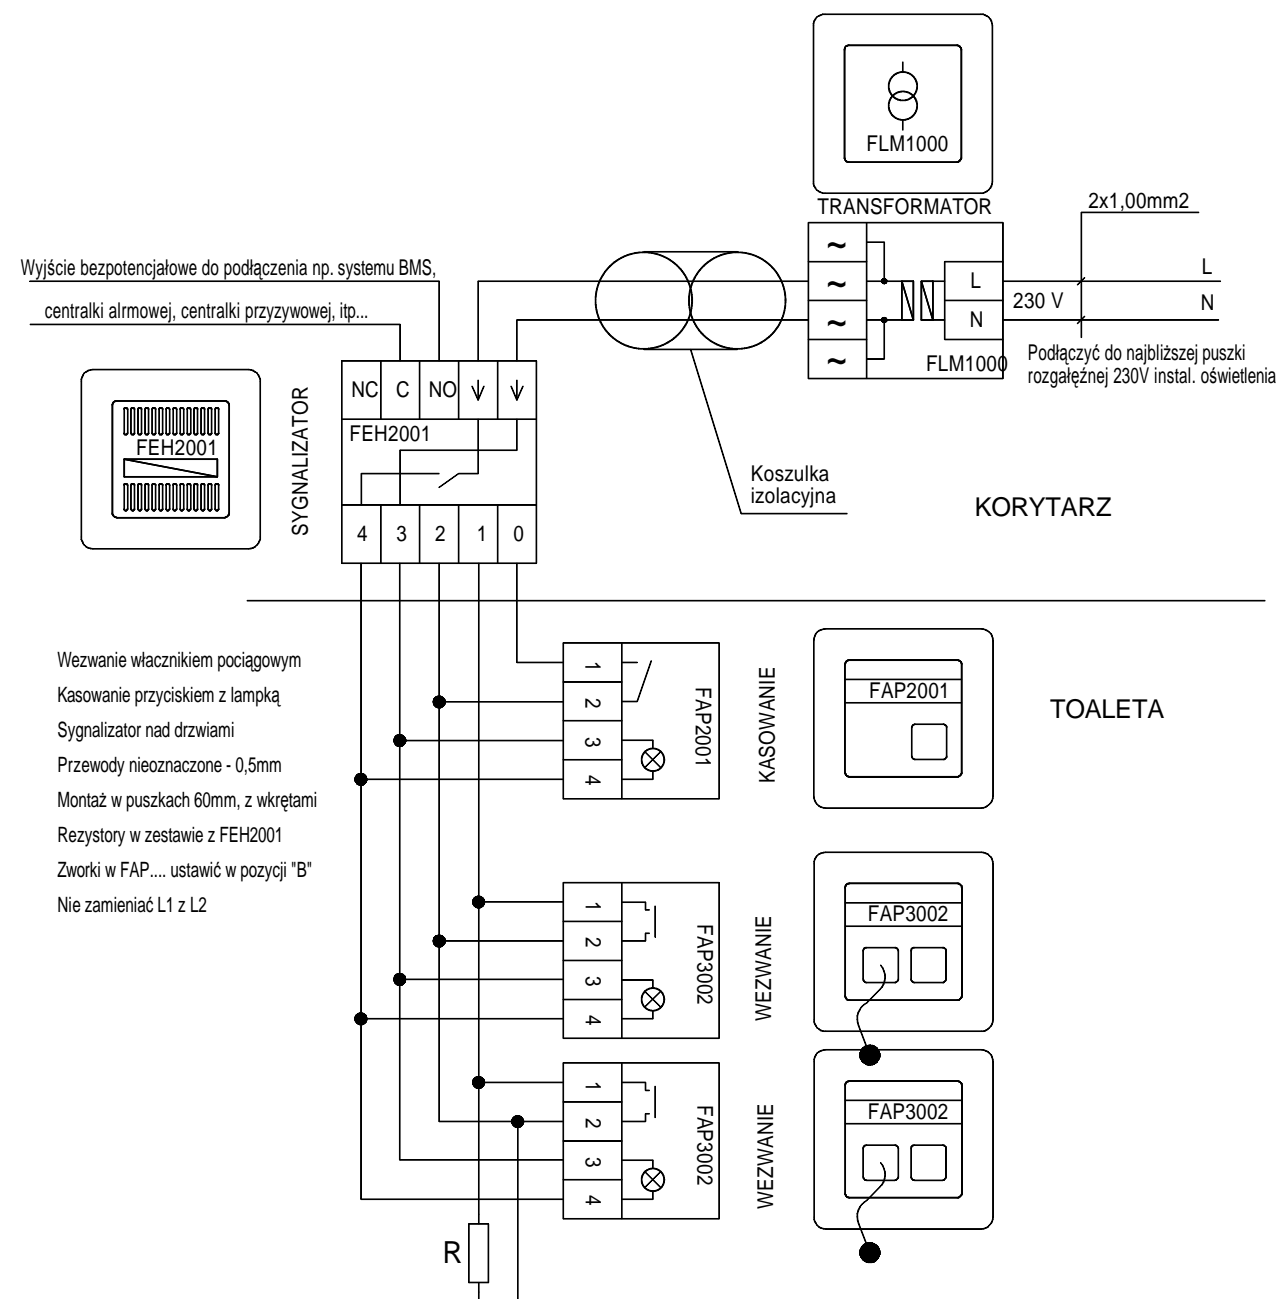 FLM1000
TRANSFORMATOR
2x1,00mm2
~
~
~
~
L
N
230 V
L
N
FLM1000
Podłączyć do najbliższej puszki
rozgałęźnej 230V instal. oświetlenia
Wyjście bezpotencjałowe do podłączenia np. systemu BMS,
centralki alrmowej, centralki przyzywowej, itp...
NC C NO
FEH2001
4 3 2 1 0
SYGNALIZATOR
FEH2001
Koszulka
izolacyjna
KORYTARZ
TOALETA
Wezwanie włacznikiem pociągowym
Kasowanie przyciskiem z lampką
Sygnalizator nad drzwiami
Przewody nieoznaczone - 0,5mm
Montaż w puszkach 60mm, z wkrętami
Rezystory w zestawie z FEH2001
Zworki w FAP.... ustawić w pozycji "B"
Nie zamieniać L1 z L2
1
2
3
4
FAP2001
KASOWANIE
FAP2001
1
2
3
4
FAP3002
WEZWANIE
FAP3002
1
2
3
4
FAP3002
WEZWANIE
FAP3002
R